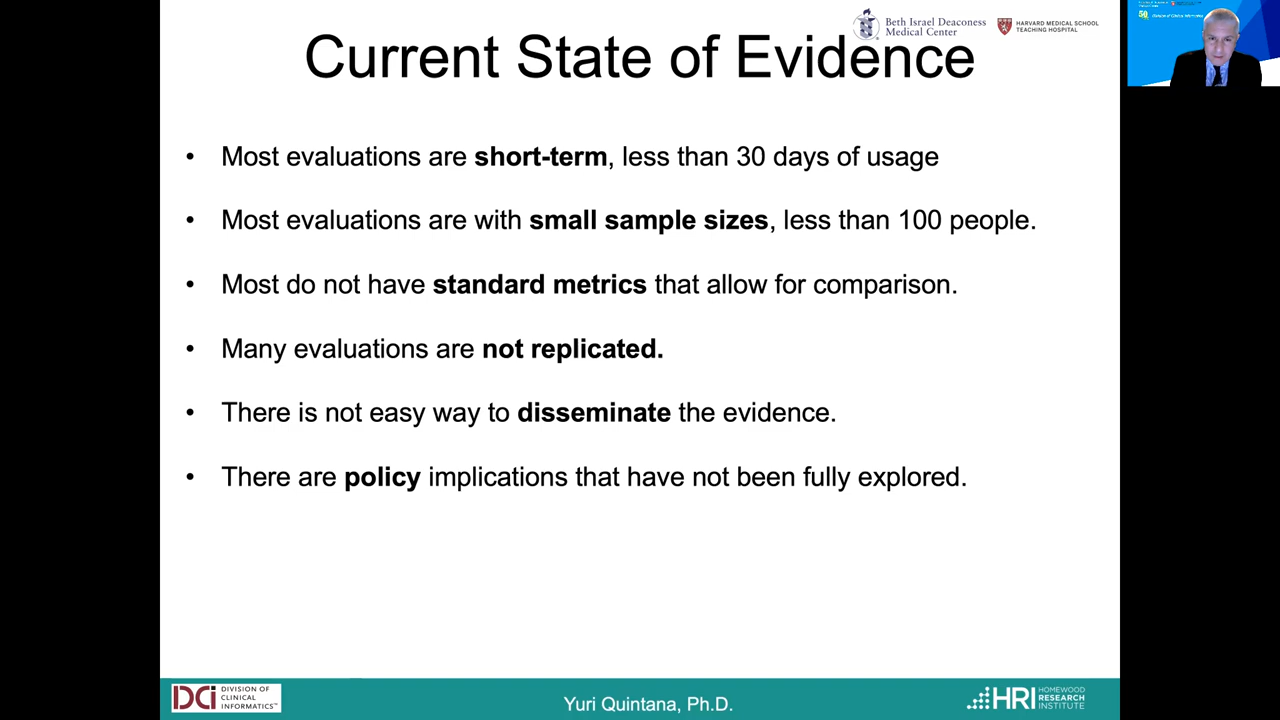 Beth Israel Deaconess
Medical Center
HARVARD MEDICAL SCHOOL
TEACHING HOSPITAL
Current State of Evidence
• Most evaluations are short-term, less than 30 days of usage
• Most evaluations are with small sample sizes, less than 100 people.
• Most do not have standard metrics that allow for comparison.
• Many evaluations are not replicated.
• There is not easy way to disseminate the evidence.
• There are policy implications that have not been fully explored.
DCi
DIVISION OF
CLINICAL
INFORMATICS™
Yuri Quintana, Ph.D.
HRI
HOMEWOOD
RESEARCH
INSTITUTE